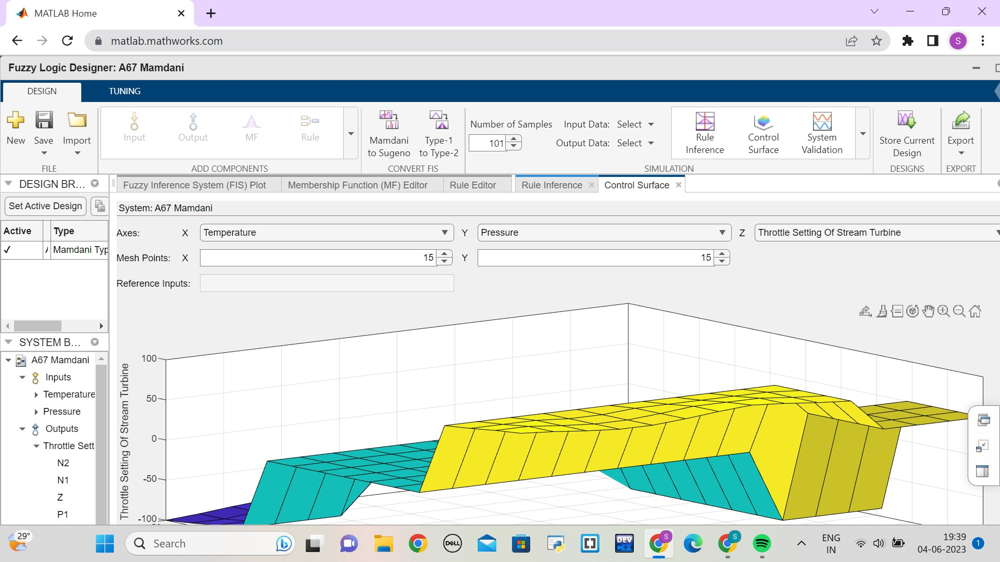 MATLAB Home
matlab.mathworks.com
S
Fuzzy Logic Designer: A67 Mamdani
DESIGN TUNING
New Save Import
FILE
Input Output MF Rule
ADD COMPONENTS
Mamdani to Sugeno
Type-1 to Type-2
CONVERT FIS
Number of Samples
101
Input Data: Select
Output Data: Select
Rule Inference
Control Surface
System Validation
SIMULATION
Store Current Design
DESIGNS
Export
EXPORT
DESIGN BR...
Set Active Design
Active Type
A Mamdani Typ
SYSTEM B...
A67 Mamdani
Inputs
Temperature
Pressure
Outputs
Throttle Sett
N2
N1
Z
P1
Fuzzy Inference System (FIS) Plot Membership Function (MF) Editor Rule Editor Rule Inference Control Surface
System: A67 Mamdani
Axes: X Temperature Y Pressure Z Throttle Setting Of Stream Turbine
Mesh Points: X 15 Y 15
Reference Inputs:
Throttle Setting Of Stream Turbine
100
50
0
-50
-100
29°
Search
DELL
DEV C++
S
S
ENG
IN
19:39
04-06-2023
1